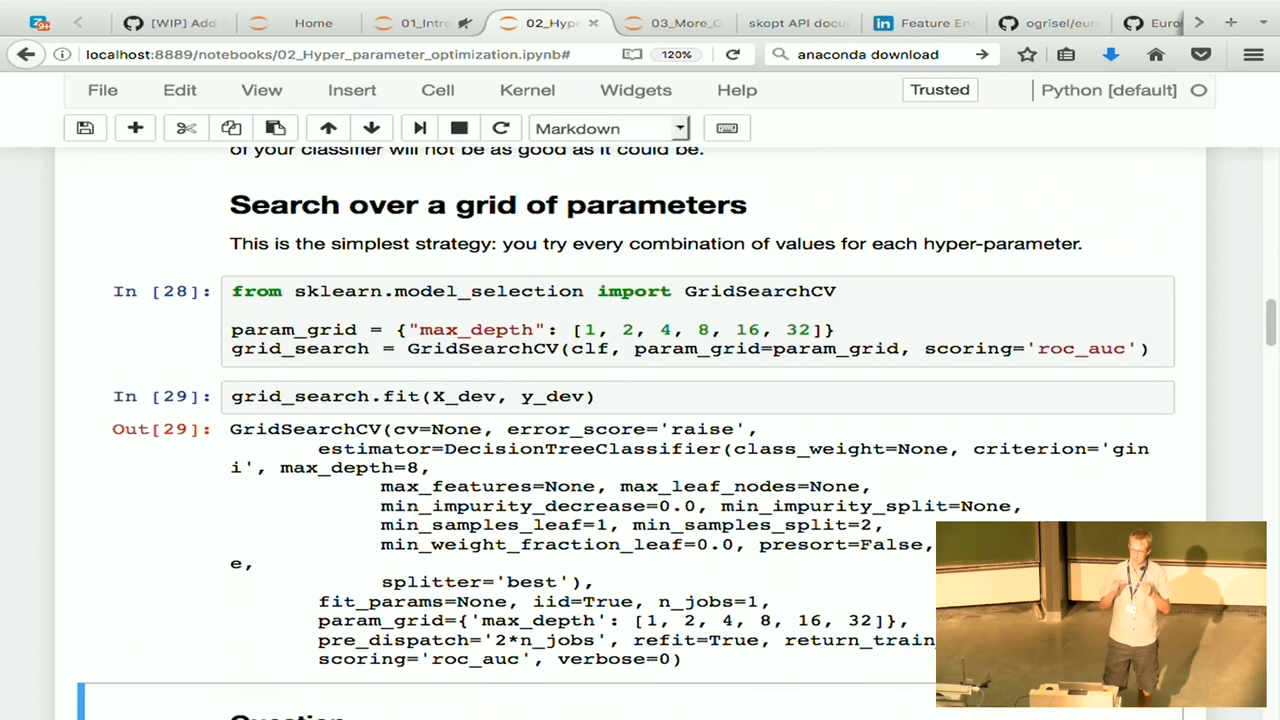 [WIP] Add
Home
01_Intro
02_Hype
03_More_O
skopt API docu
Feature En
ogrisel/euro
Euros
localhost:8889/notebooks/02_Hyper_parameter_optimization.ipynb#
120%
anaconda download
File Edit View Insert Cell Kernel Widgets Help
Trusted
Python [default]
Markdown
of your classifier will not be as good as it could be.
Search over a grid of parameters
This is the simplest strategy: you try every combination of values for each hyper-parameter.
In [28]: from sklearn.model_selection import GridSearchCV
param_grid = {"max_depth": [1, 2, 4, 8, 16, 32]}
grid_search = GridSearchCV(clf, param_grid=param_grid, scoring='roc_auc')
In [29]: grid_search.fit(X_dev, y_dev)
Out[29]: GridSearchCV(cv=None, error_score='raise',
estimator=DecisionTreeClassifier(class_weight=None, criterion='gin
i', max_depth=8,
max_features=None, max_leaf_nodes=None,
min_impurity_decrease=0.0, min_impurity_split=None,
min_samples_leaf=1, min_samples_split=2,
min_weight_fraction_leaf=0.0, presort=False,
e,
splitter='best'),
fit_params=None, iid=True, n_jobs=1,
param_grid={'max_depth': [1, 2, 4, 8, 16, 32]},
pre_dispatch='2*n_jobs', refit=True, return_train
scoring='roc_auc', verbose=0)
Question